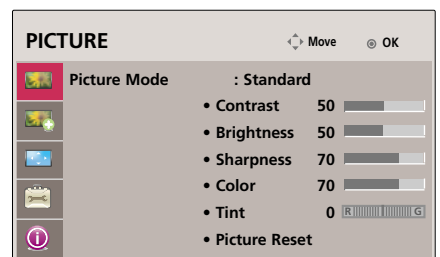 PICTURE Move OK
Picture Mode : Standard
• Contrast 50
• Brightness 50
• Sharpness 70
• Color 70
• Tint 0 R G
• Picture Reset